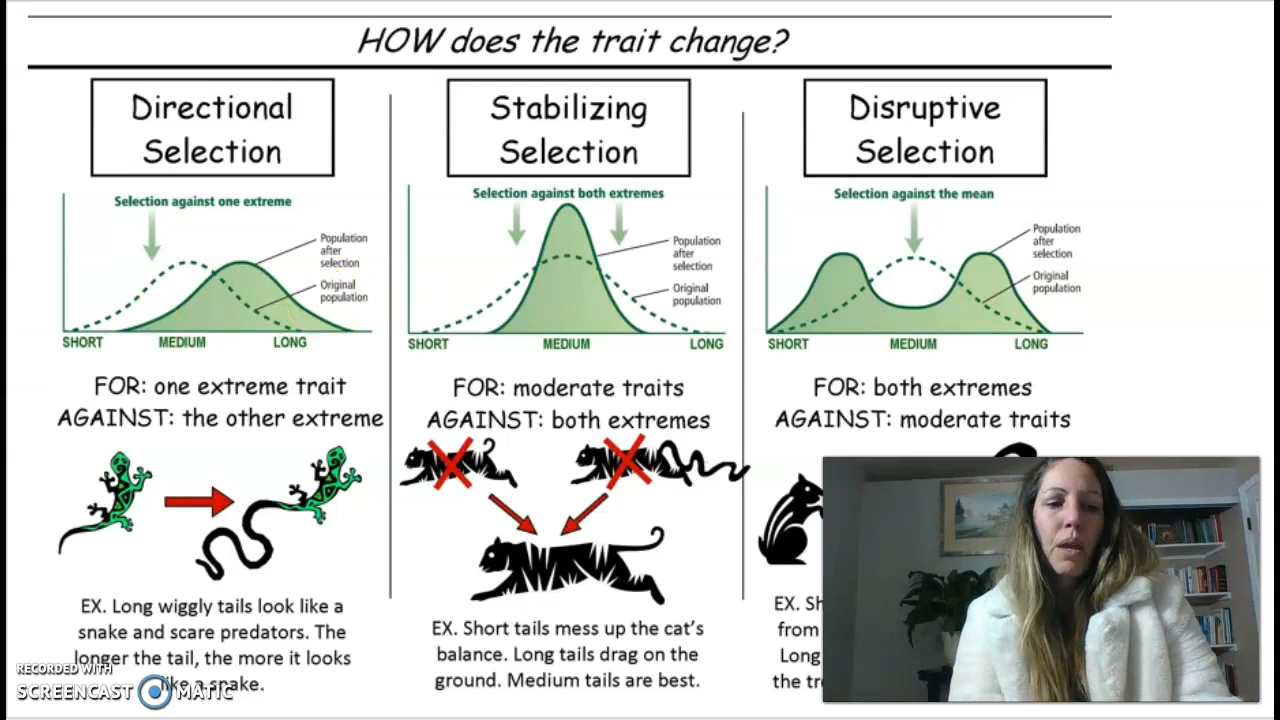 HOW does the trait change?
Directional
Selection
Selection against one extreme
Population
after
selection
Original
population
SHORT MEDIUM LONG
FOR: one extreme trait
AGAINST: the other extreme
EX. Long wiggly tails look like a
snake and scare predators. The
longer the tail, the more it looks
like a snake.
Stabilizing
Selection
Selection against both extremes
Population
after
selection
Original
population
SHORT MEDIUM LONG
FOR: moderate traits
AGAINST: both extremes
EX. Short tails mess up the cat's
balance. Long tails drag on the
ground. Medium tails are best.
Disruptive
Selection
Selection against the mean
Population
after
selection
Original
population
SHORT MEDIUM LONG
FOR: both extremes
AGAINST: moderate traits
EX. Sh
from
Long
the tr
RECORDED WITH
SCREENCAST MATIC